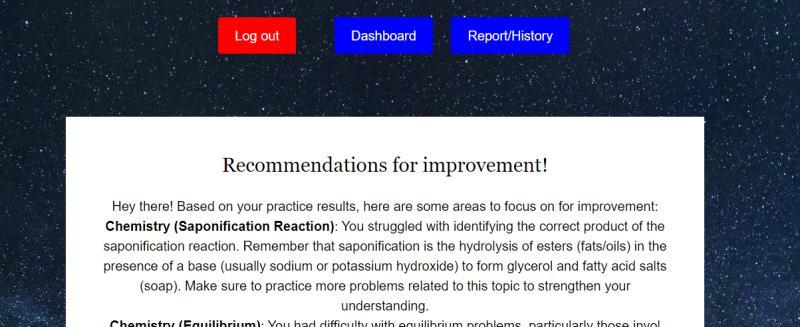 Log out Dashboard Report/History
Recommendations for improvement!
Hey there! Based on your practice results, here are some areas to focus on for improvement:
Chemistry (Saponification Reaction): You struggled with identifying the correct product of the
saponification reaction. Remember that saponification is the hydrolysis of esters (fats/oils) in the
presence of a base (usually sodium or potassium hydroxide) to form glycerol and fatty acid salts
(soap). Make sure to practice more problems related to this topic to strengthen your
understanding.
Chemistry (Equilibrium): You had difficulty with equilibrium problems, particularly those